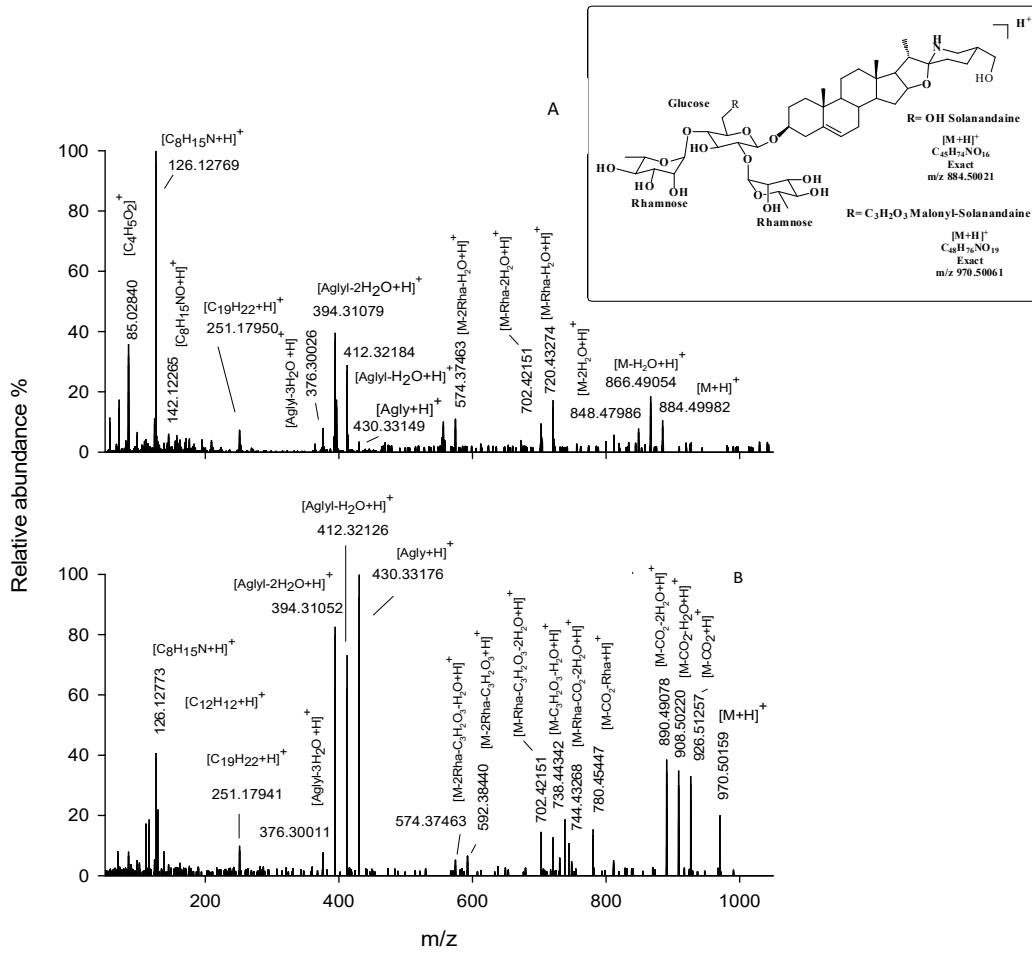 H+
A
Glucose
R
H
N
O
HO
R= OH Solanandaine
[M+H]+
C45H74NO16
Exact
m/z 884.50021
R= C3H2O3 Malonyl-Solanandaine
[M+H]+
C48H76NO19
Exact
m/z 970.50061
O
O
O
HO
O
O
HO
HO
OH
Rhamnose
O
O
OH
OH
OH
Rhamnose
Relative abundance %
100
80
60
40
20
0
[C4H5O2]+
85.02840
[C8H15N+H]+
126.12769
[C8H15NO+H]+
142.12265
[C19H22+H]+
251.17950
[Aglyl-3H2O +H]+
376.30026
[Aglyl-2H2O+H]+
394.31079
412.32184
[Aglyl-H2O+H]+
430.33149
[Agly+H]+
574.37463
[M-2Rha-H2O+H]+
[M-Rha-2H2O+H]+
702.42151
[M-Rha-H2O+H]+
720.43274
[M-2H2O+H]+
848.47986
[M-H2O+H]+
866.49054
[M+H]+
884.49982
B
100
80
60
40
20
0
[C8H15N+H]+
126.12773
[C12H12+H]+
[C19H22+H]+
251.17941
[Aglyl-3H2O +H]+
376.30011
[Aglyl-2H2O+H]+
394.31052
[Aglyl-H2O+H]+
412.32126
[Agly+H]+
430.33176
[M-2Rha-C3H2O3-H2O+H]+
574.37463
[M-2Rha-C3H2O3+H]+
592.38440
[M-Rha-C3H2O3-2H2O+H]+
702.42151
[M-C3H2O3-H2O+H]+
738.44342
[M-Rha-CO2-2H2O+H]+
744.43268
[M-CO2-Rha+H]+
780.45447
[M-CO2-2H2O+H]+
890.49078
[M-CO2-H2O+H]+
908.50220
[M-CO2+H]+
926.51257
[M+H]+
970.50159
200
400
600
800
1000
m/z